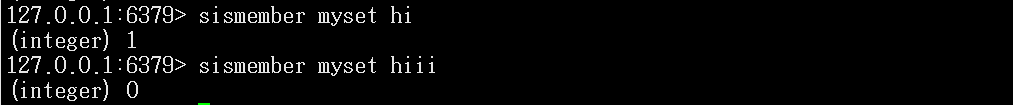 127.0.0.1:6379> sismember myset hi
(integer) 1
127.0.0.1:6379> sismember myset hiii
(integer) 0